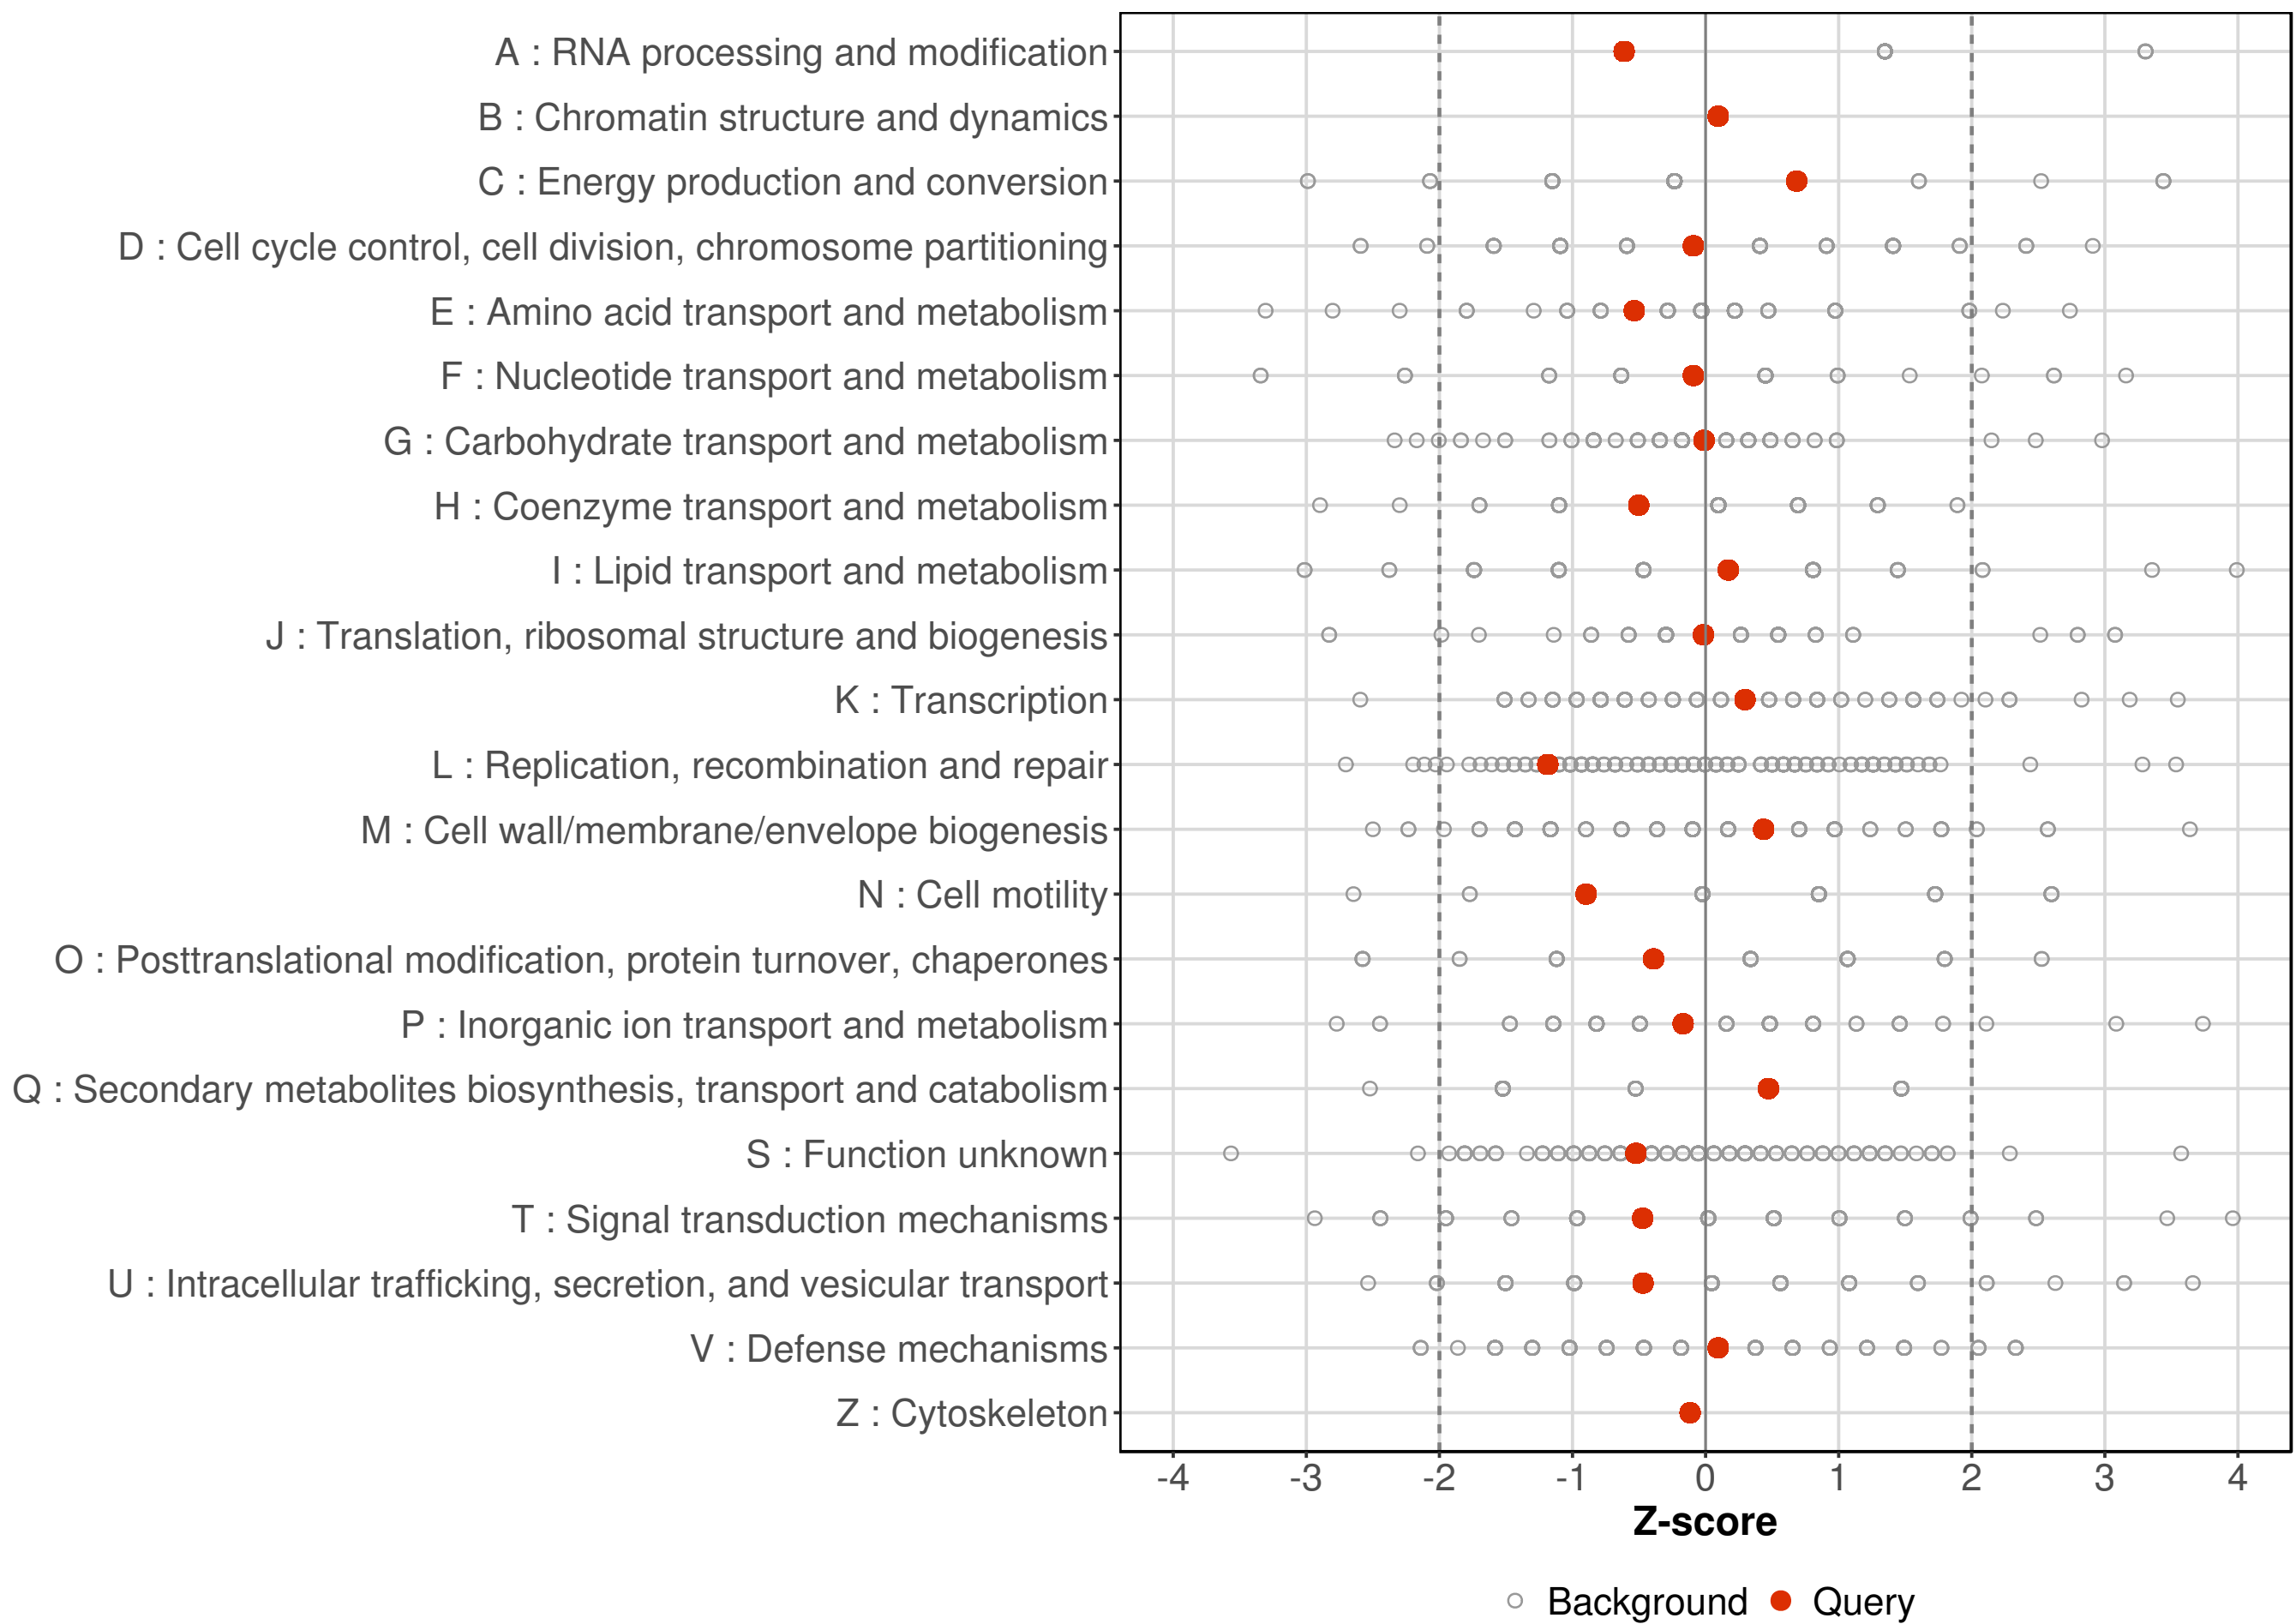 A : RNA processing and modification
B : Chromatin structure and dynamics
C : Energy production and conversion
D : Cell cycle control, cell division, chromosome partitioning
E : Amino acid transport and metabolism
F : Nucleotide transport and metabolism
G : Carbohydrate transport and metabolism
H : Coenzyme transport and metabolism
I : Lipid transport and metabolism
J : Translation, ribosomal structure and biogenesis
K : Transcription
L : Replication, recombination and repair
M : Cell wall/membrane/envelope biogenesis
N : Cell motility
O : Posttranslational modification, protein turnover, chaperones
P : Inorganic ion transport and metabolism
Q : Secondary metabolites biosynthesis, transport and catabolism
S : Function unknown
T : Signal transduction mechanisms
U : Intracellular trafficking, secretion, and vesicular transport
V : Defense mechanisms
Z : Cytoskeleton
-4 -3 -2 -1 0 1 2 3 4
Z-score
Background Query